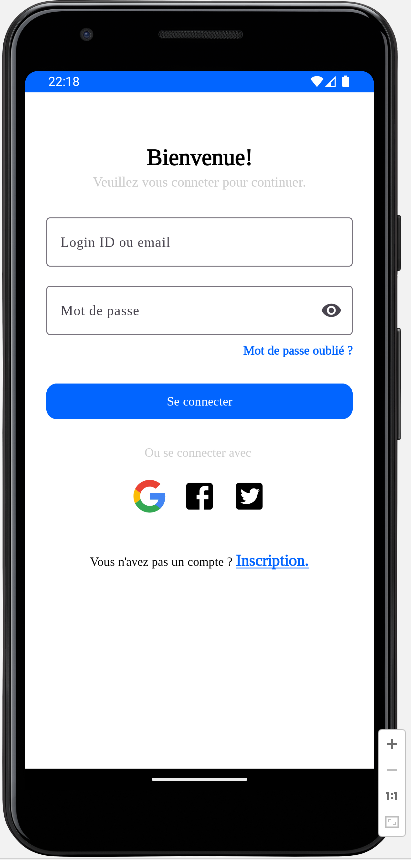 22:18
Bienvenue!
Veuillez vous conneter pour continuer.
Login ID ou email
Mot de passe
Mot de passe oublié ?
Se connecter
Ou se connecter avec
Vous n'avez pas un compte ? Inscription.
1:1